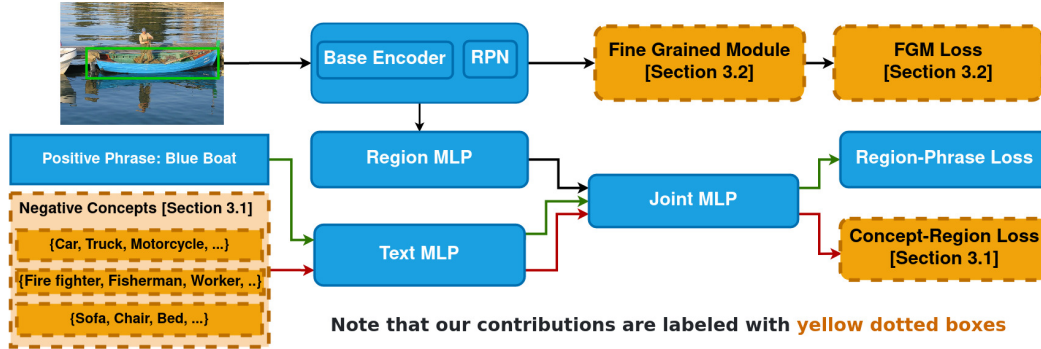 Base Encoder
RPN
Fine Grained Module
[Section 3.2]
FGM Loss
[Section 3.2]
Positive Phrase: Blue Boat
Region MLP
Region-Phrase Loss
Negative Concepts [Section 3.1]
{Car, Truck, Motorcycle, ...}
{Fire fighter, Fisherman, Worker, ..}
{Sofa, Chair, Bed, ...}
Text MLP
Joint MLP
Concept-Region Loss
[Section 3.1]
Note that our contributions are labeled with yellow dotted boxes